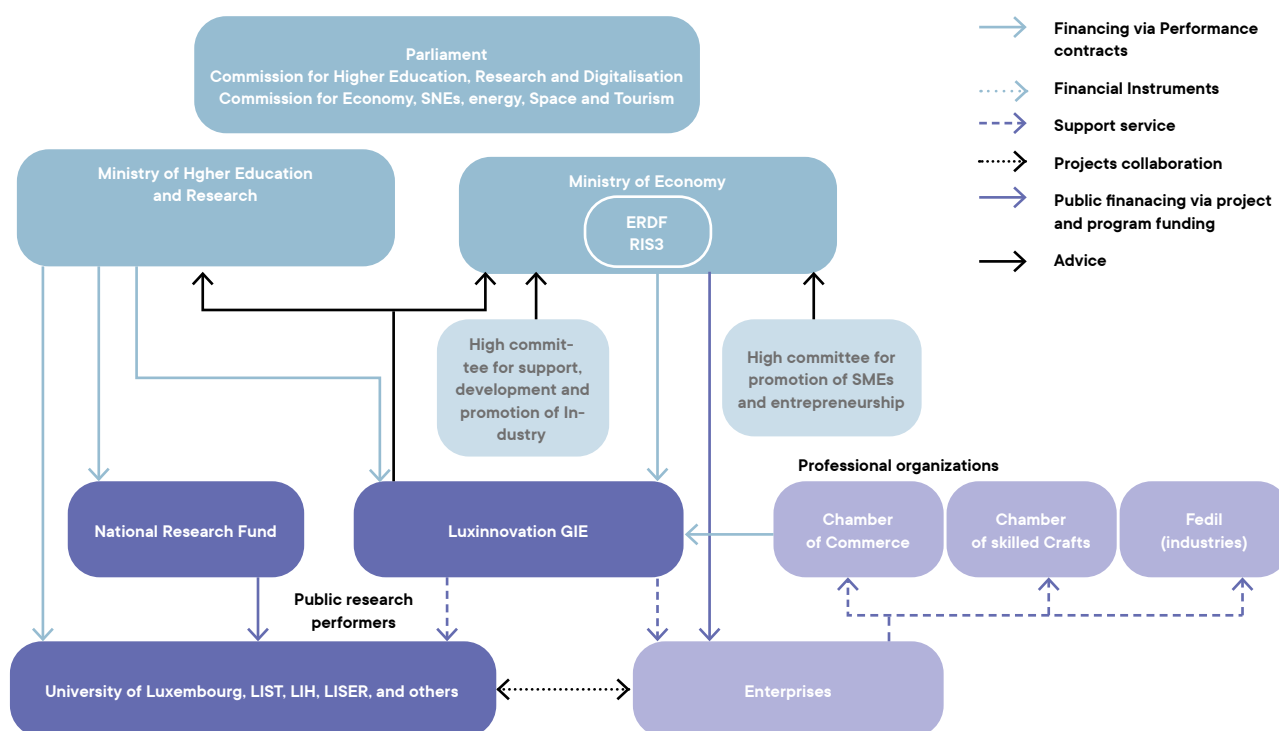 Parliament
Commission for Higher Education, Research and Digitalisation
Commission for Economy, SNEs, energy, Space and Tourism
Financing via Performance
contracts
Financial Instruments
Support service
Projects collaboration
Public finanacing via project
and program funding
Advice
Ministry of Hgher Education
and Research
Ministry of Economy
ERDF
RIS3
High commit-
tee for support,
development and
promotion of In-
dustry
High committee for
promotion of SMEs
and entrepreneurship
Professional organizations
National Research Fund
Luxinnovation GIE
Chamber
of Commerce
Chamber
of skilled Crafts
Fedil
(industries)
Public research
performers
University of Luxembourg, LIST, LIH, LISER, and others
Enterprises